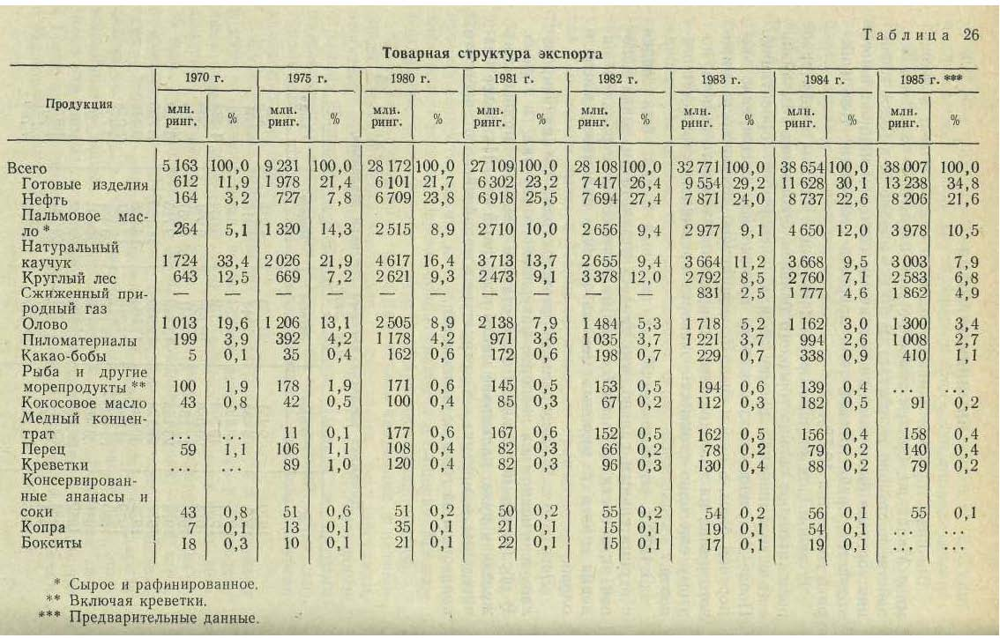 Таблица 26
Товарная структура экспорта
Продукция 1970 г. 1975 г. 1980 г. 1981 г. 1982 г. 1983 г. 1984 г. 1985 г. ***
млн. ринг. % млн. ринг. % млн. ринг. % млн. ринг. % млн. ринг. % млн. ринг. % млн. ринг. % млн. ринг. %
Всего 5 163 100,0 9 231 100,0 28 172 100,0 27 109 100,0 28 108 100,0 32 771 100,0 38 654 100,0 38 007 100,0
Готовые изделия 612 11,9 1 978 21,4 6 101 21,7 6 302 23,2 7 417 26,4 9 554 29,2 11 628 30,1 13 238 34,8
Нефть 164 3,2 727 7,8 6 709 23,8 6 918 25,5 7 694 27,4 7 871 24,0 8 737 22,6 8 206 21,6
Пальмовое мас-
ло * 264 5,1 1 320 14,3 2 515 8,9 2 710 10,0 2 656 9,4 2 977 9,1 4 650 12,0 3 978 10,5
Натуральный
каучук 1 724 33,4 2 026 21,9 4 617 16,4 3 713 13,7 2 655 9,4 3 664 11,2 3 668 9,5 3 003 7,9
Круглый лес 643 12,5 669 7,2 2 621 9,3 2 473 9,1 3 378 12,0 2 792 8,5 2 760 7,1 2 583 6,8
Сжиженный при- — — — — — — — — — — 831 2,5 1 777 4,6 1 862 4,9
родный газ
Олово 1 013 19,6 1 206 13,1 2 505 8,9 2 138 7,9 1 484 5,3 1 718 5,2 1 162 3,0 1 300 3,4
Пиломатериалы 199 3,9 392 4,2 1 178 4,2 971 3,6 1 035 3,7 1 221 3,7 994 2,6 1 008 2,7
Какао-бобы 5 0,1 35 0,4 162 0,6 172 0,6 198 0,7 229 0,7 338 0,9 410 1,1
Рыба и другие
морепродукты ** 100 1,9 178 1,9 171 0,6 145 0,5 153 0,5 194 0,6 139 0,4 ... ...
Кокосовое масло 43 0,8 42 0,5 100 0,4 85 0,3 67 0,2 112 0,3 182 0,5 91 0,2
Медный концен-
трат ... ... 11 0,1 177 0,6 167 0,6 152 0,5 162 0,5 156 0,4 158 0,4
Перец 59 1,1 106 1,1 108 0,4 82 0,3 66 0,2 78 0,2 79 0,2 140 0,4
Креветки ... ... 89 1,0 120 0,4 82 0,3 96 0,3 130 0,4 88 0,2 79 0,2
Консервирован-
ные ананасы и
соки 43 0,8 51 0,6 51 0,2 50 0,2 55 0,2 54 0,2 56 0,1 55 0,1
Копра 7 0,1 13 0,1 35 0,1 21 0,1 15 0,1 19 0,1 54 0,1 ... ...
Бокситы 18 0,3 10 0,1 21 0,1 22 0,1 15 0,1 17 0,1 19 0,1 ... ...
* Сырое и рафинированное.
** Включая креветки.
*** Предварительные данные.